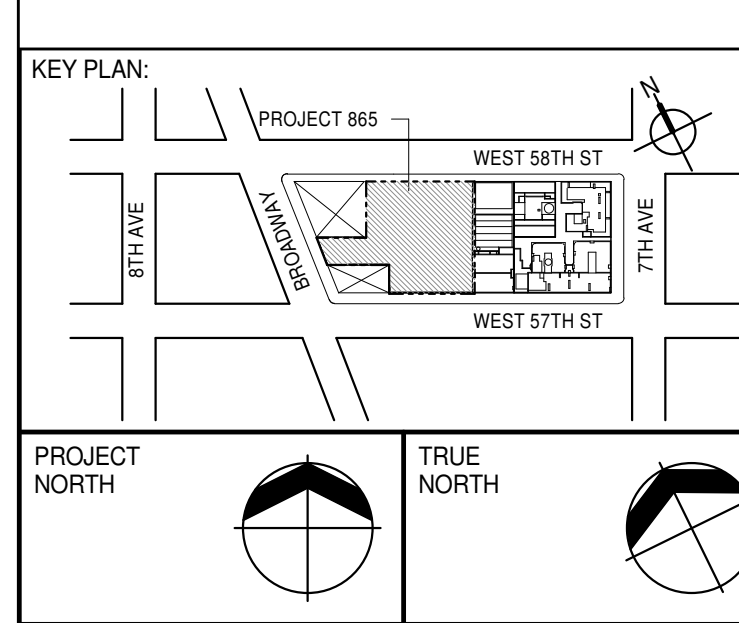 KEY PLAN:
N
PROJECT 865
WEST 58TH ST
8TH AVE
BROADWAY
7TH AVE
WEST 57TH ST
PROJECT
NORTH
TRUE
NORTH